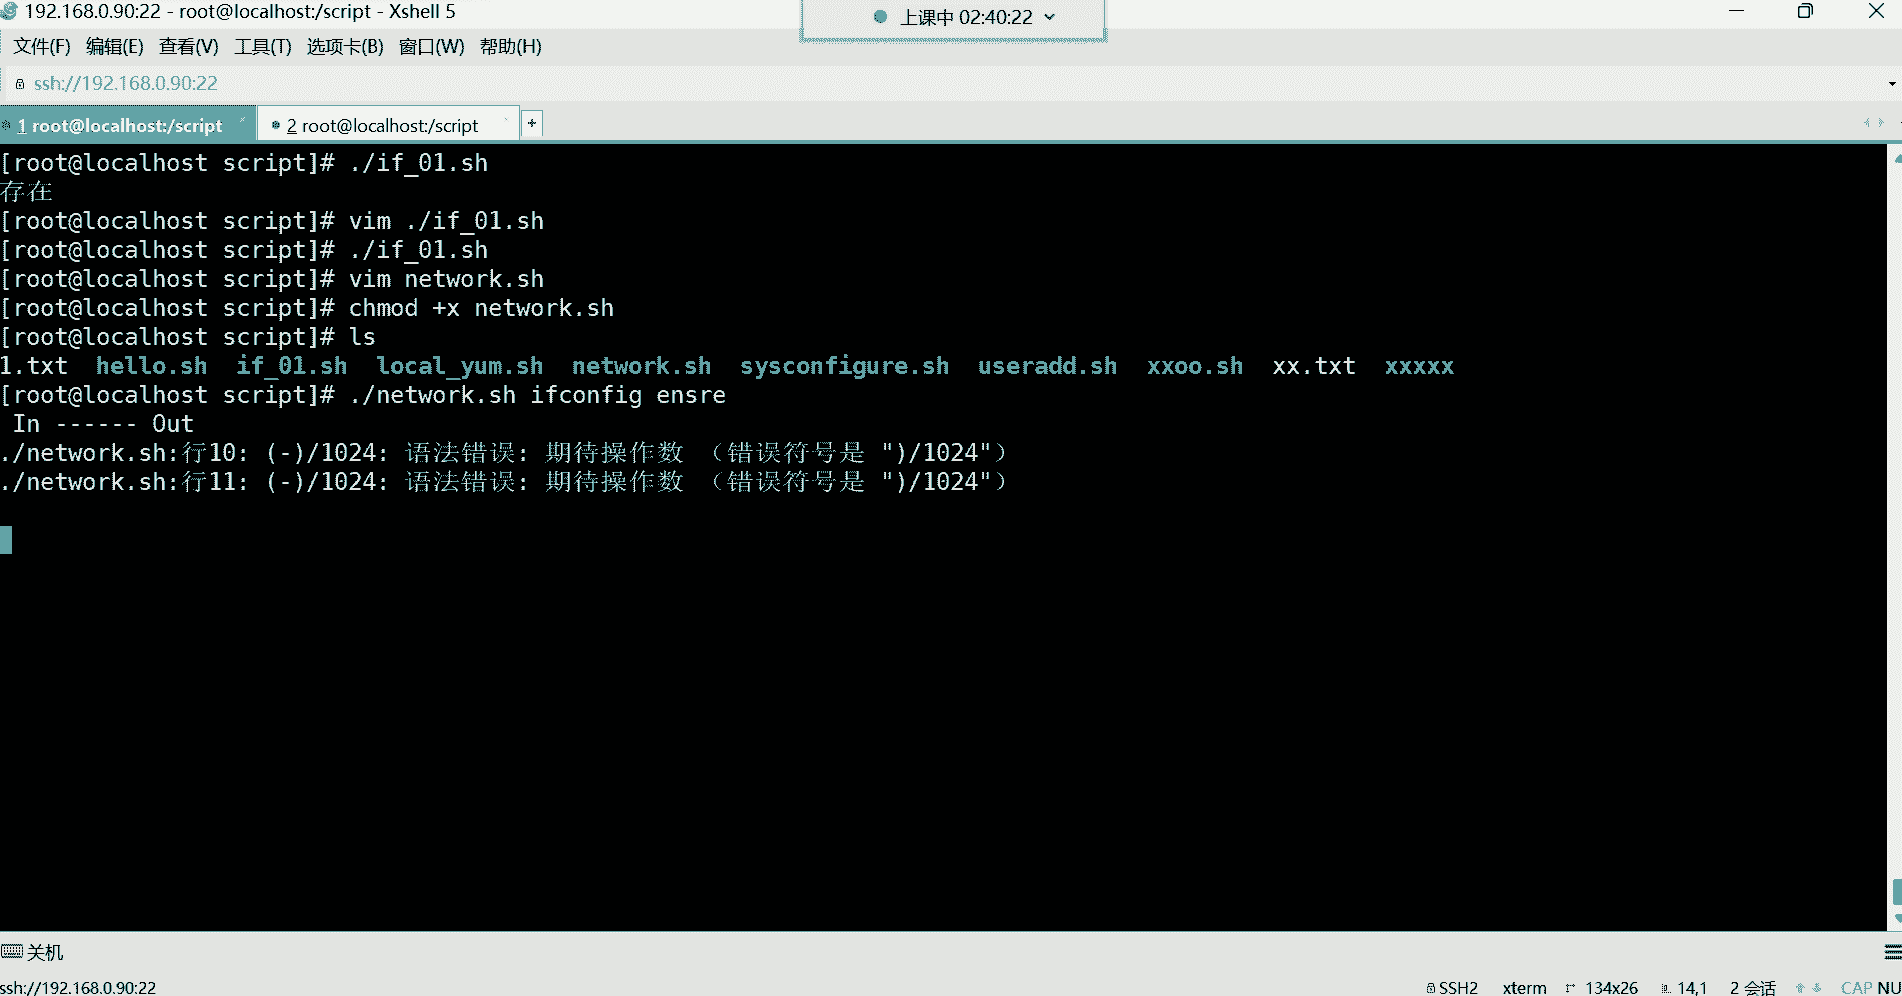 192.168.0.90:22 - root@localhost:/script - Xshell 5
上课中 02:40:22
文件(F) 编辑(E) 查看(V) 工具(T) 选项卡(B) 窗口(W) 帮助(H)
ssh://192.168.0.90:22
1 root@localhost:/script 2 root@localhost:/script +
[root@localhost script]# ./if_01.sh
存在
[root@localhost script]# vim ./if_01.sh
[root@localhost script]# ./if_01.sh
[root@localhost script]# vim network.sh
[root@localhost script]# chmod +x network.sh
[root@localhost script]# ls
1.txt hello.sh if_01.sh local_yum.sh network.sh sysconfigure.sh useradd.sh xxoo.sh xx.txt xxxxx
[root@localhost script]# ./network.sh ifconfig ensre
In ------ Out
./network.sh:行10: (-)/1024: 语法错误: 期待操作数 （错误符号是 ")/1024"）
./network.sh:行11: (-)/1024: 语法错误: 期待操作数 （错误符号是 ")/1024"）
关机
ssh://192.168.0.90:22 SSH2 xterm 134x26 14,1 2 会话 CAP NU